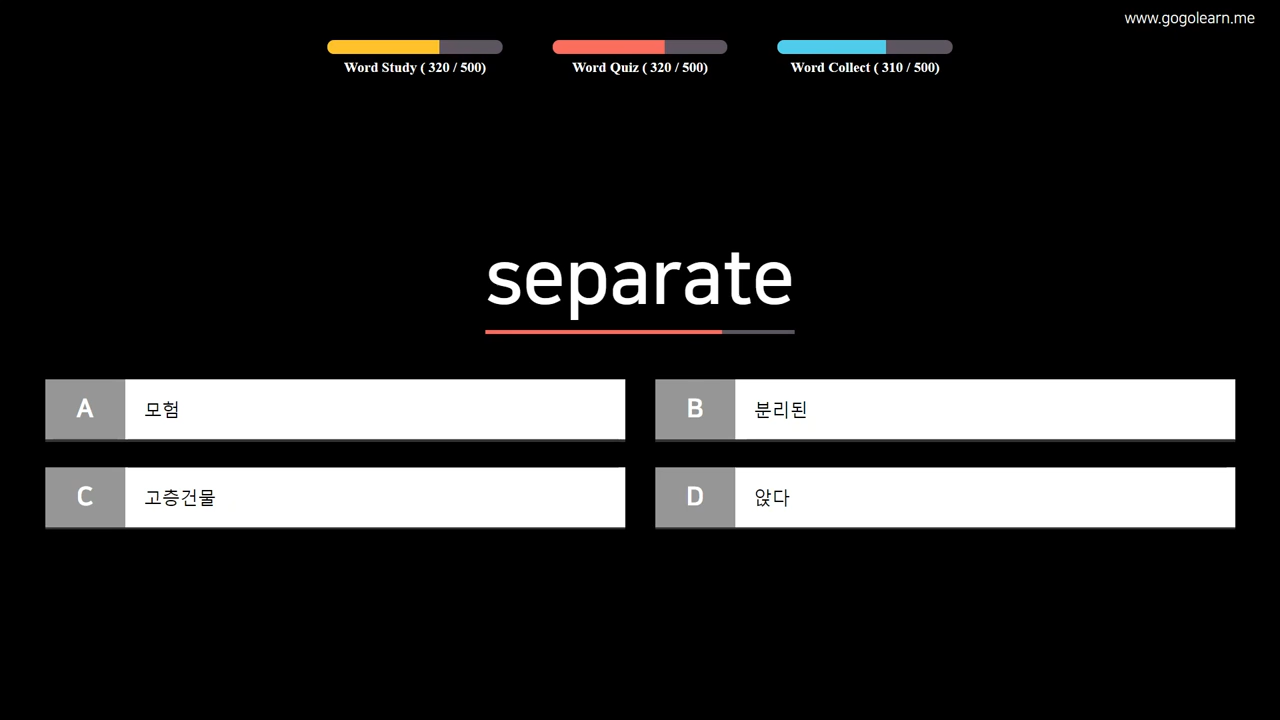 www.gogolearn.me
Word Study ( 320 / 500)
Word Quiz ( 320 / 500)
Word Collect ( 310 / 500)
separate
A 모험
B 분리된
C 고층건물
D 앉다